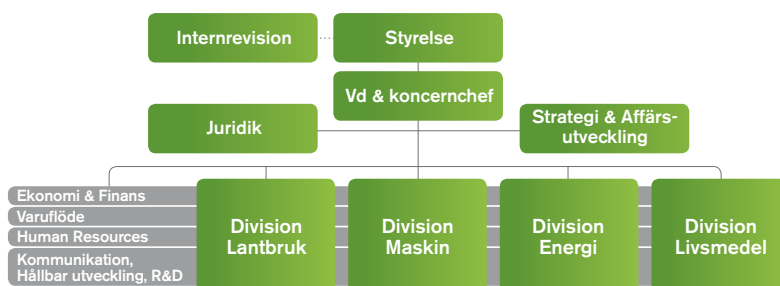 Internrevision
Styrelse
Vd & koncernchef
Juridik
Strategi & Affärs-
utveckling
Ekonomi & Finans
Varuflöde
Human Resources
Kommunikation,
Hållbar utveckling, R&D
Division
Lantbruk
Division
Maskin
Division
Energi
Division
Livsmedel